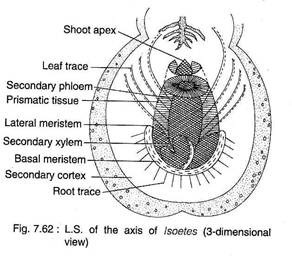 Shoot apex
Leaf trace
Secondary phloem
Prismatic tissue
Lateral meristem
Secondary xylem
Basal meristem
Secondary cortex
Root trace
Fig. 7.62 : L.S. of the axis of Isoetes (3-dimensional
view)